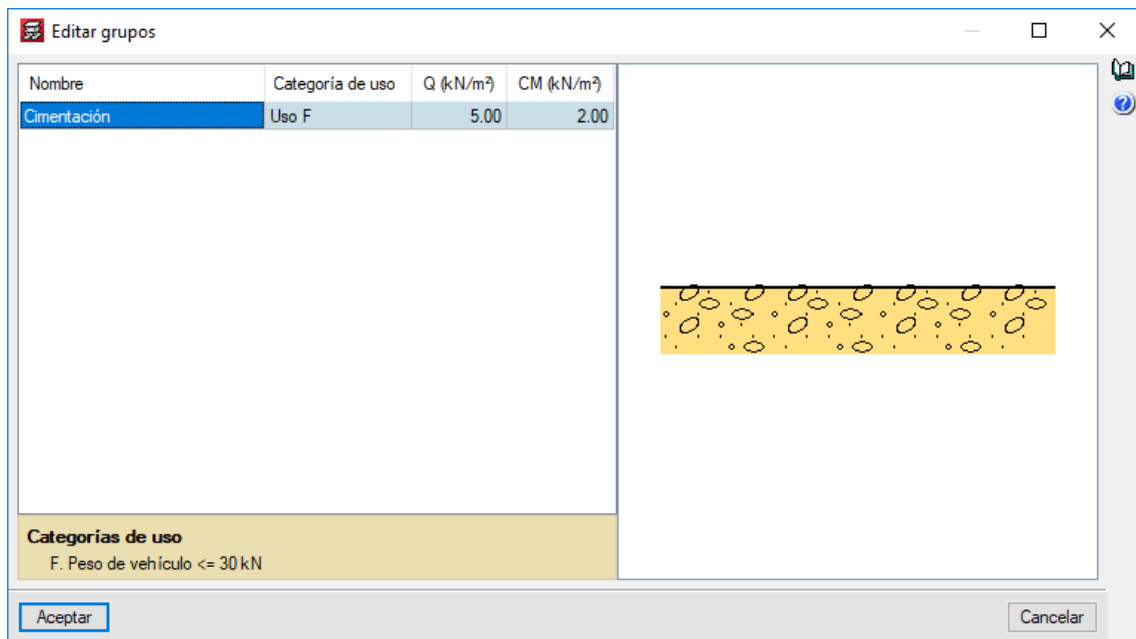 Editar grupos
Nombre Categoría de uso Q (kN/m²) CM (kN/m²)
Cimentación Uso F 5.00 2.00
Categorías de uso
F. Peso de vehículo <= 30 kN
Aceptar Cancelar